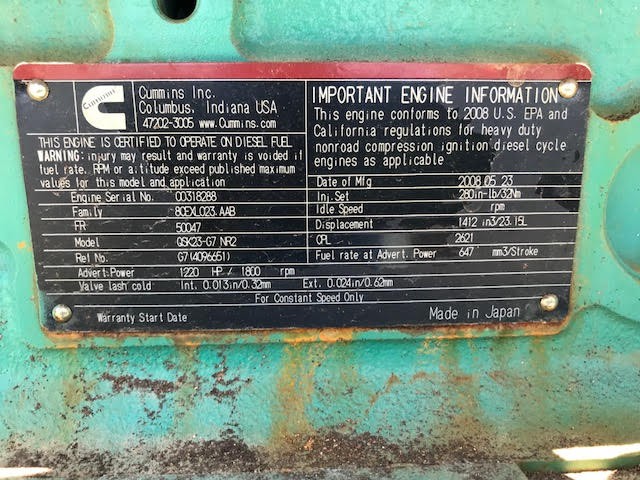 Cummins
Cummins Inc.
Columbus, Indiana USA
47202-3005 www.Cummins.com
THIS ENGINE IS CERTIFIED TO OPERATE ON DIESEL FUEL
WARNING: injury may result and warranty is voided if
fuel rate, RPM or altitude exceed published maximum
values for this model and application
Engine Serial No. 00318288
Family 8CEXL023.AAB
FR 50047
Model QSK23-G7 NR2
Ref No. G7(4096651)
Advert.Power 1220 HP / 1800 rpm
Valve lash cold Int. 0.013in/0.32mm Ext. 0.024in/0.62mm
For Constant Speed Only
Warranty Start Date
IMPORTANT ENGINE INFORMATION
This engine conforms to 2008 U.S. EPA and
California regulations for heavy duty
nonroad compression ignition diesel cycle
engines as applicable
Date of Mfg 2008.05.23
Inj.Set 280in-lb/32Nm
Idle Speed rpm
Displacement 1412 in3/23.15L
CPL 2621
Fuel rate at Advert. Power 647 mm3/Stroke
Made in Japan